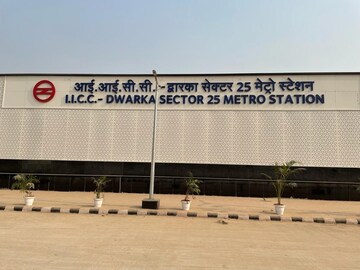 आई.आई.सी.सी.- द्वारका सेक्टर 25 मेट्रो स्टेशन
I.I.C.C.- DWARKA SECTOR 25 METRO STATION